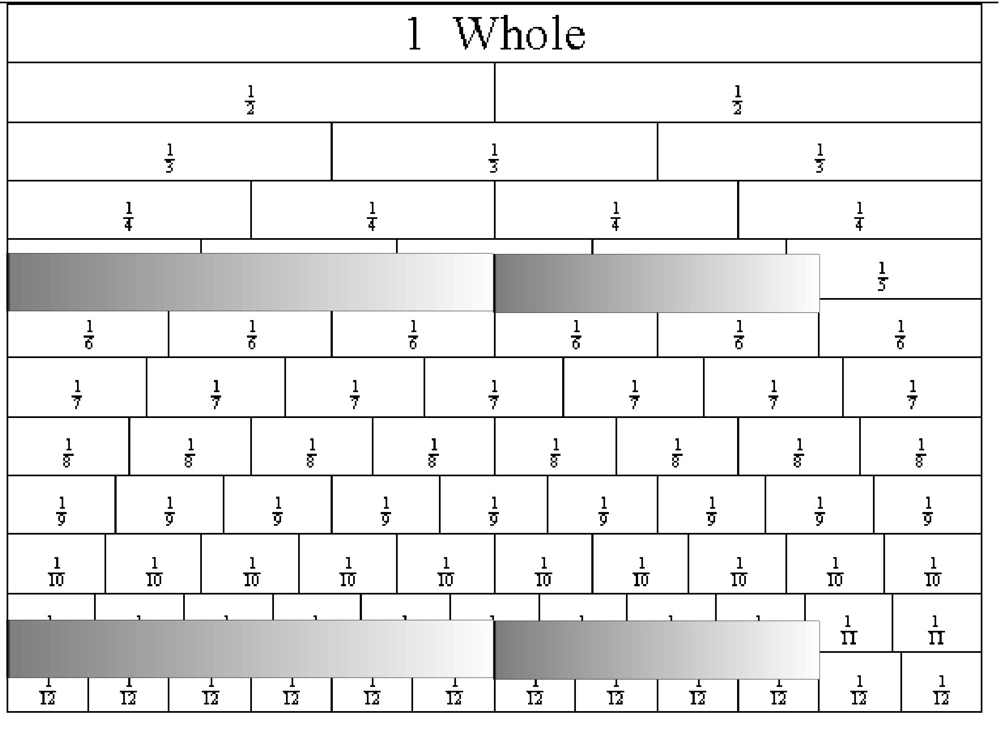 1 Whole
1/2 1/2
1/3 1/3 1/3
1/4 1/4 1/4 1/4
1/5
1/6 1/6 1/6 1/6 1/6 1/6
1/7 1/7 1/7 1/7 1/7 1/7 1/7
1/8 1/8 1/8 1/8 1/8 1/8 1/8 1/8
1/9 1/9 1/9 1/9 1/9 1/9 1/9 1/9 1/9
1/10 1/10 1/10 1/10 1/10 1/10 1/10 1/10 1/10 1/10
1/11 1/11
1/12 1/12 1/12 1/12 1/12 1/12 1/12 1/12 1/12 1/12 1/12 1/12